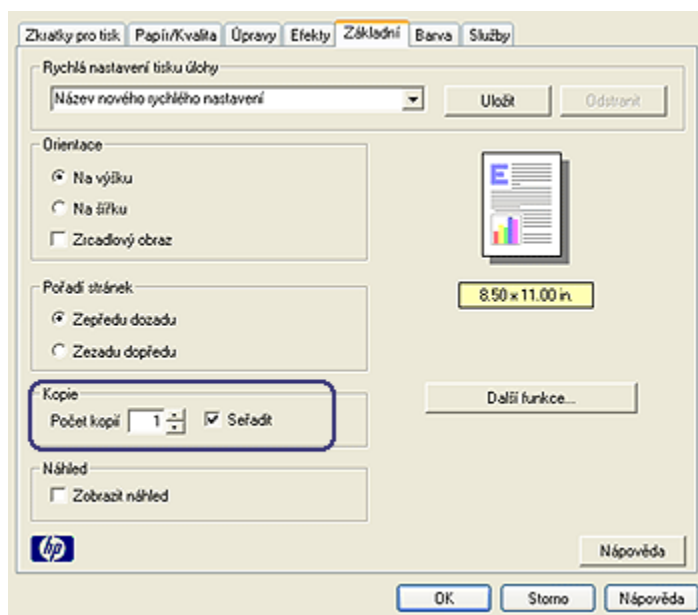 Zkratky pro tisk Papír/Kvalita Úpravy Efekty Základní Barva Služby
Rychlá nastavení tisku úlohy
Název nového rychlého nastavení Uložit Odstranit
Orientace
Na výšku
Na šířku
Zrcadlový obraz
E
8.50 x 11.00 in.
Pořadí stránek
Zepředu dozadu
Zezadu dopředu
Kopie
Počet kopií 1 Seřadit
Další funkce...
Náhled
Zobrazit náhled
hp
Nápověda
OK Storno Nápověda